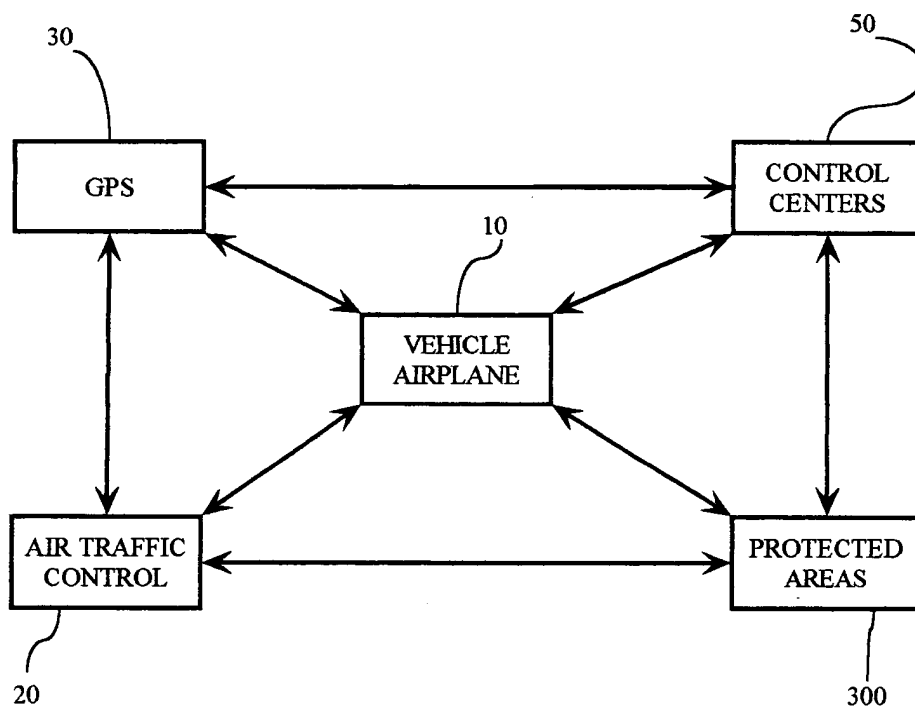 30
50
GPS
CONTROL
CENTERS
10
VEHICLE
AIRPLANE
AIR TRAFFIC
CONTROL
PROTECTED
AREAS
20
300